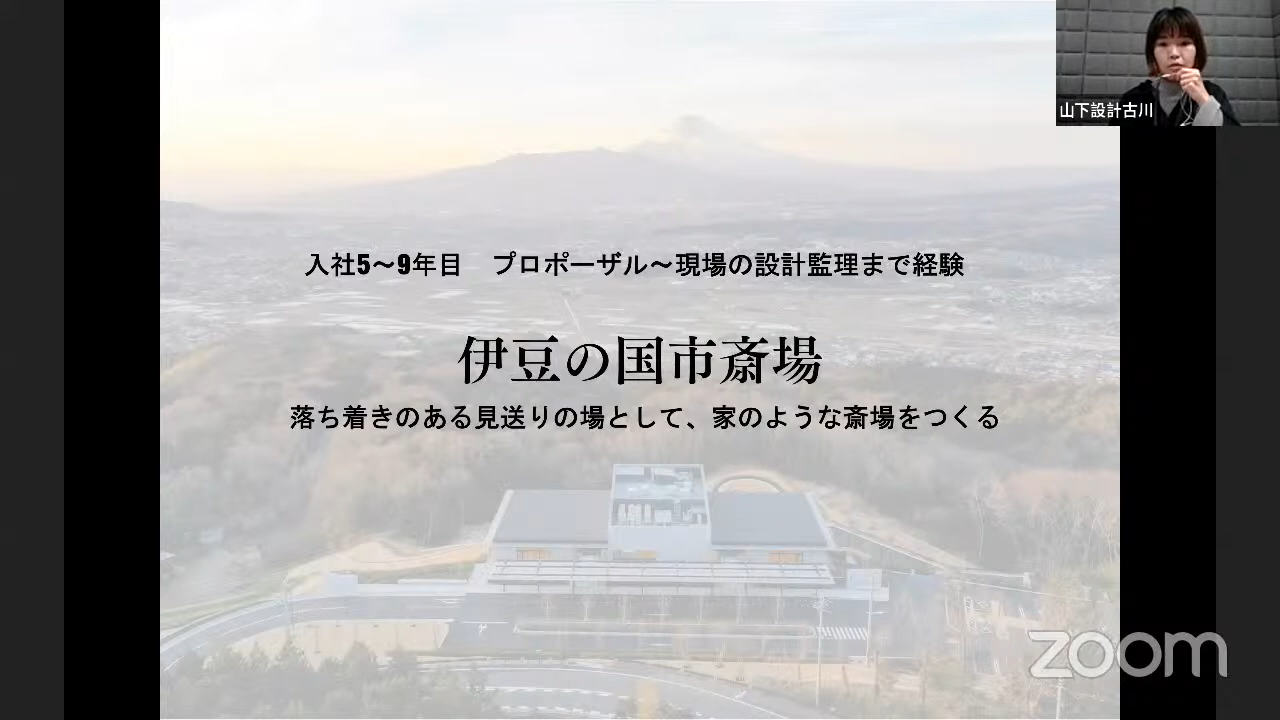 山下設計古川
入社5〜9年目　プロポーザル〜現場の設計監理まで経験
伊豆の国市斎場
落ち着きのある見送りの場として、家のような斎場をつくる
zoom